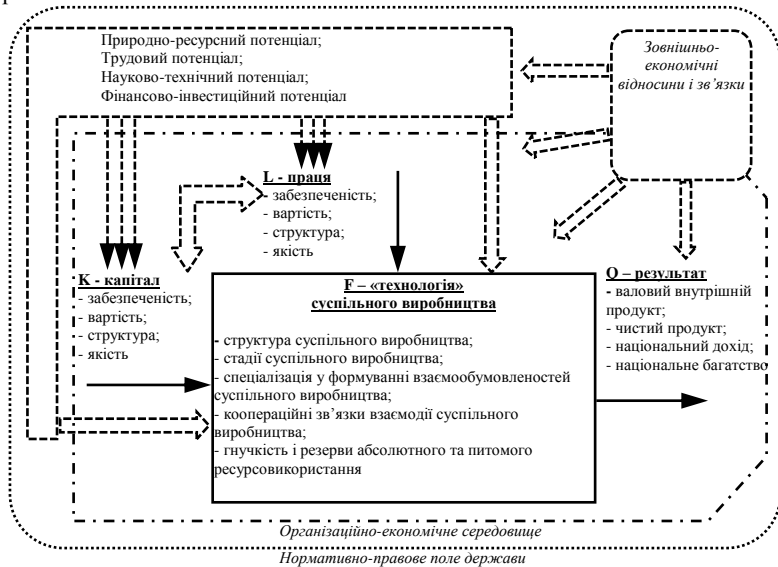 Природно-ресурсний потенціал;
Трудовий потенціал;
Науково-технічний потенціал;
Фінансово-інвестиційний потенціал
Зовнішньо-
економічні
відносини і зв’язки
L - праця
- забезпеченість;
- вартість;
- структура;
- якість
K - капітал
- забезпеченість;
- вартість;
- структура;
- якість
F – «технологія»
суспільного виробництва
- структура суспільного виробництва;
- стадії суспільного виробництва;
- спеціалізація у формуванні взаємообумовленостей
суспільного виробництва;
- коопераційні зв’язки взаємодії суспільного
виробництва;
- гнучкість і резерви абсолютного та питомого
ресурсовикористання
Q – результат
- валовий внутрішній
продукт;
- чистий продукт;
- національний дохід;
- національне багатство
Організаційно-економічне середовище
Нормативно-правове поле держави